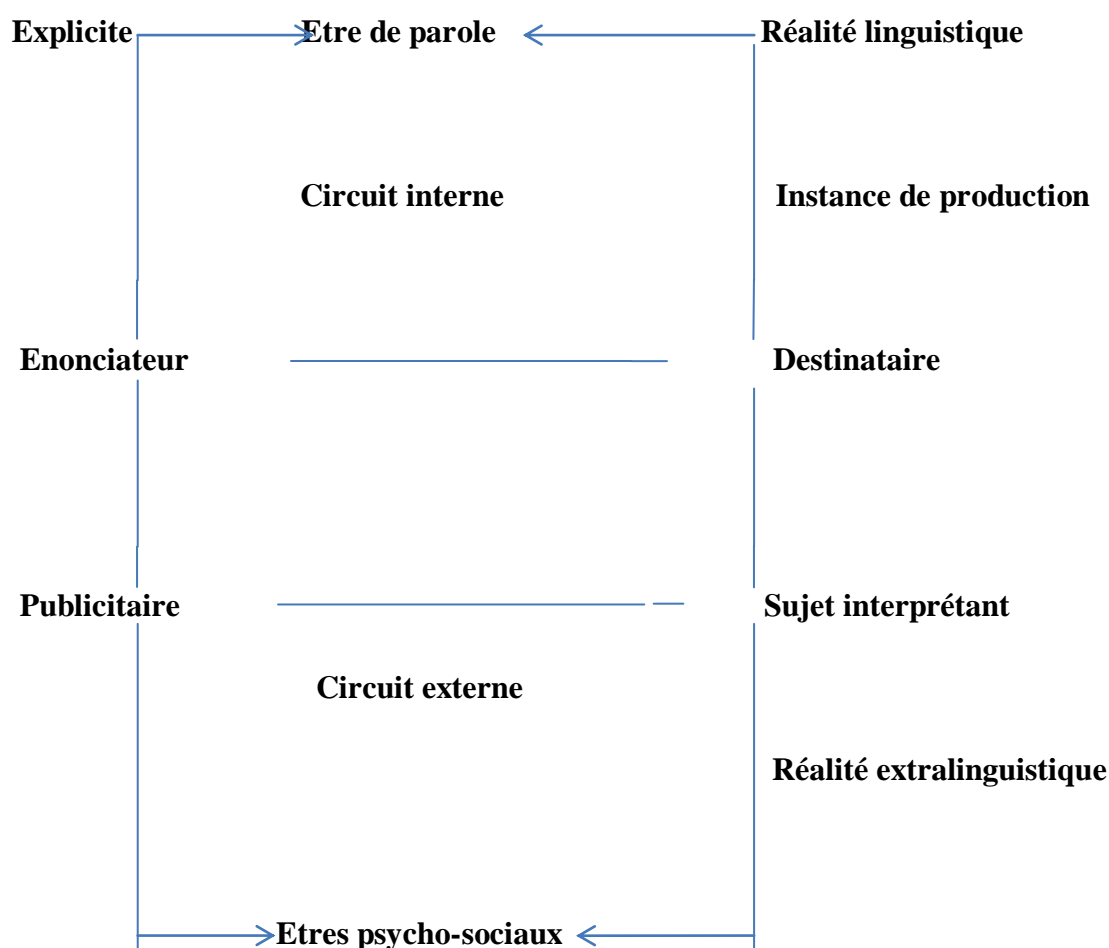 Explicite Etre de parole Réalité linguistique
Circuit interne Instance de production
Enonciateur Destinataire
Publicitaire Sujet interprétant
Circuit externe
Réalité extralinguistique
Etres psycho-sociaux